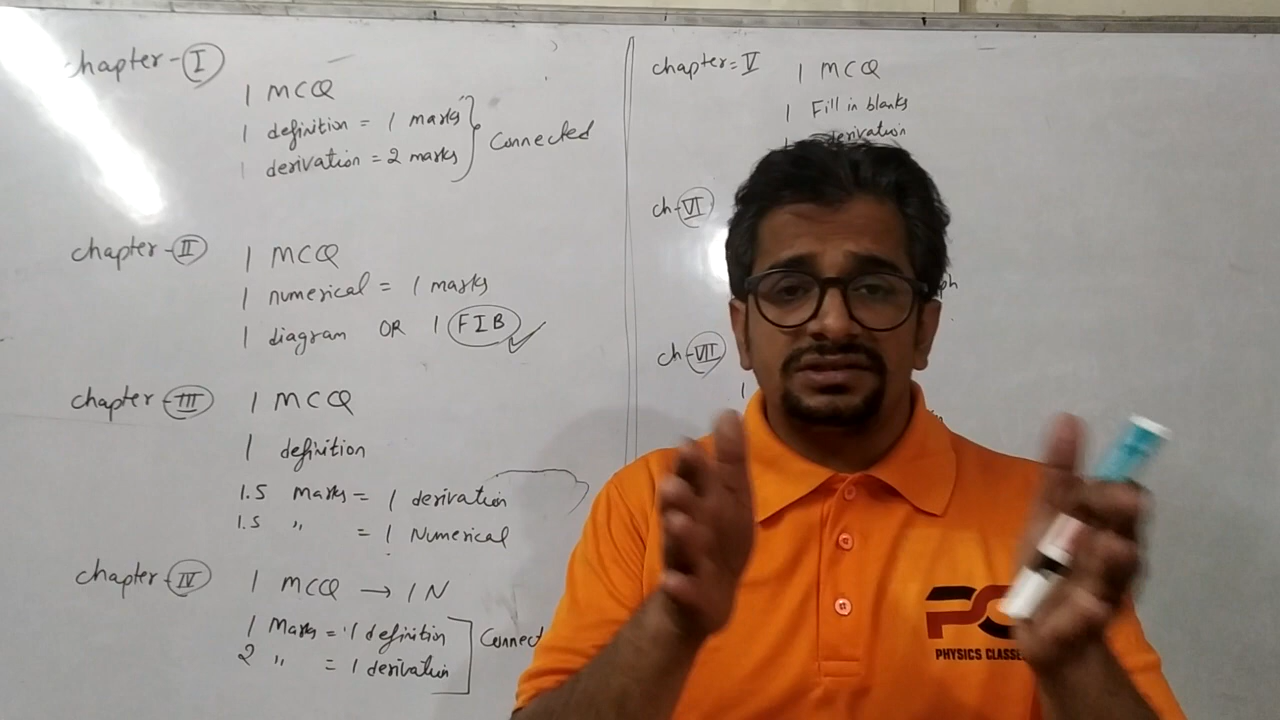 chapter - I
1 MCQ
1 definition = 1 marks
1 derivation = 2 marks
Connected
chapter - II
1 MCQ
1 numerical = 1 marks
1 diagram OR 1 FIB
chapter - III
1 MCQ
1 definition
1.5 Marks = 1 derivation
1.5 " = 1 Numerical
chapter - IV
1 MCQ → 1 N
1 Marks = 1 definition
2 " = 1 derivation
chapter = V
1 MCQ
1 Fill in blanks
derivation
ch - VI
ch - VII
1
PHYSICS